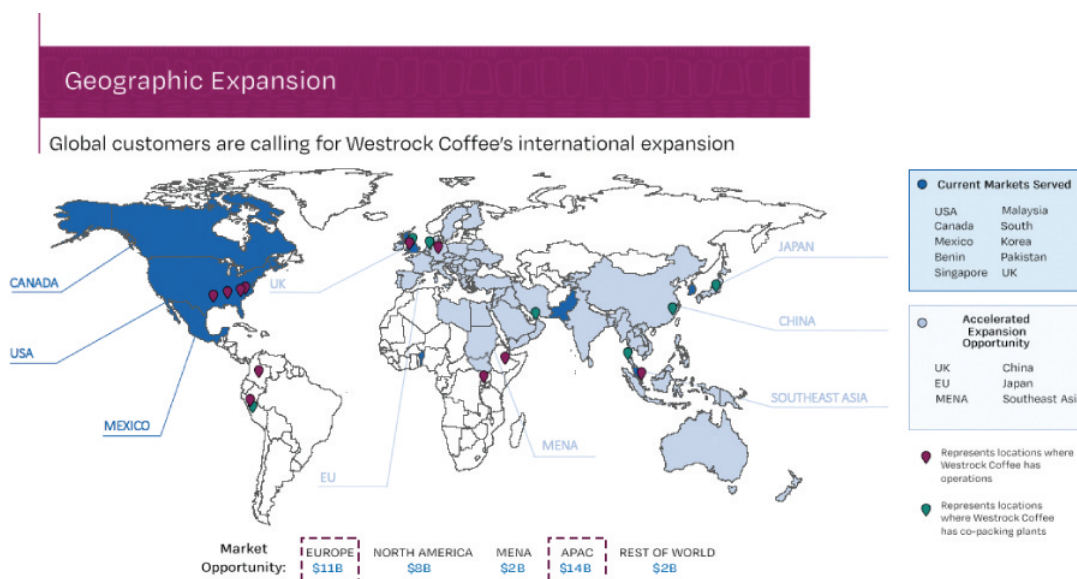 Geographic Expansion
Global customers are calling for Westrock Coffee's international expansion
CANADA
USA
MEXICO
UK
EU
MENA
JAPAN
CHINA
SOUTHEAST ASIA
Current Markets Served
USA Malaysia
Canada South
Mexico Korea
Benin Pakistan
Singapore UK
Accelerated
Expansion
Opportunity
UK China
EU Japan
MENA Southeast Asi
Represents locations where
Westrock Coffee has
operations
Represents locations
where Westrock Coffee
has co-packing plants
Market
Opportunity:
EUROPE NORTH AMERICA MENA APAC REST OF WORLD
$11B $8B $2B $14B $2B